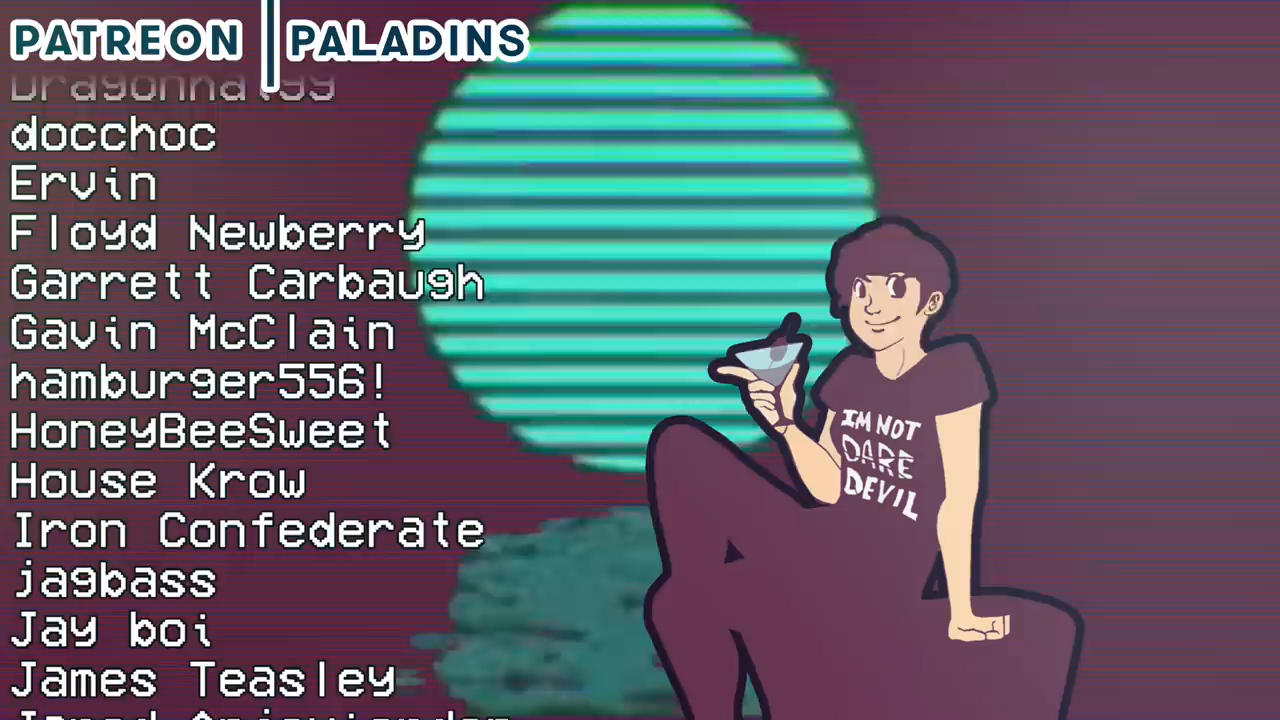 PATREON PALADINS
docchoc
Ervin
Floyd Newberry
Garrett Carbaugh
Gavin McClain
hamburger556!
HoneyBeeSweet
House Krow
Iron Confederate
jagbass
Jay boi
James Teasley
IM NOT
DARE
DEVIL